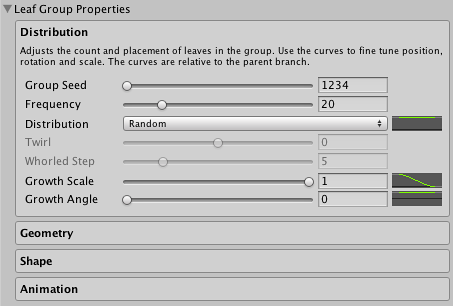 Leaf Group Properties
Distribution
Adjusts the count and placement of leaves in the group. Use the curves to fine tune position,
rotation and scale. The curves are relative to the parent branch.
Group Seed 1234
Frequency 20
Distribution Random
Twirl 0
Whorled Step 5
Growth Scale 1
Growth Angle 0
Geometry
Shape
Animation